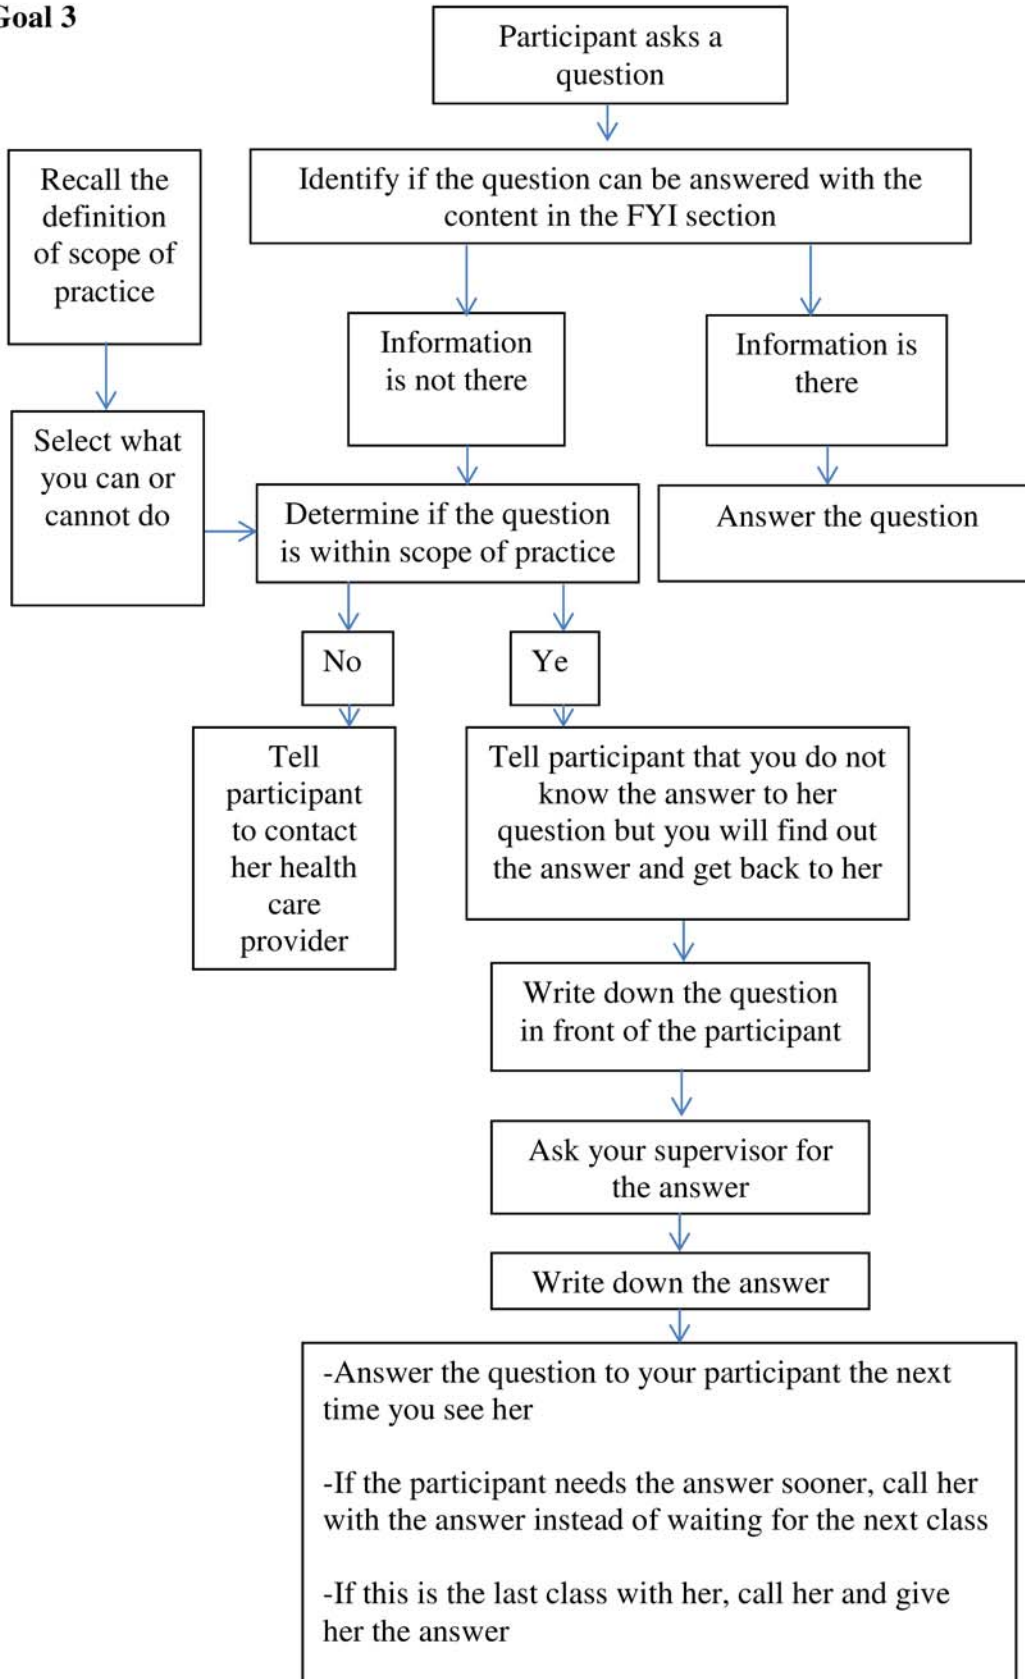 Goal 3
Participant asks a
question
Recall the
definition
of scope of
practice
Identify if the question can be answered with the
content in the FYI section
Information
is not there
Information is
there
Select what
you can or
cannot do
Determine if the question
is within scope of practice
Answer the question
No
Ye
Tell
participant
to contact
her health
care
provider
Tell participant that you do not
know the answer to her
question but you will find out
the answer and get back to her
Write down the question
in front of the participant
Ask your supervisor for
the answer
Write down the answer
-Answer the question to your participant the next
time you see her
-If the participant needs the answer sooner, call her
with the answer instead of waiting for the next class
-If this is the last class with her, call her and give
her the answer